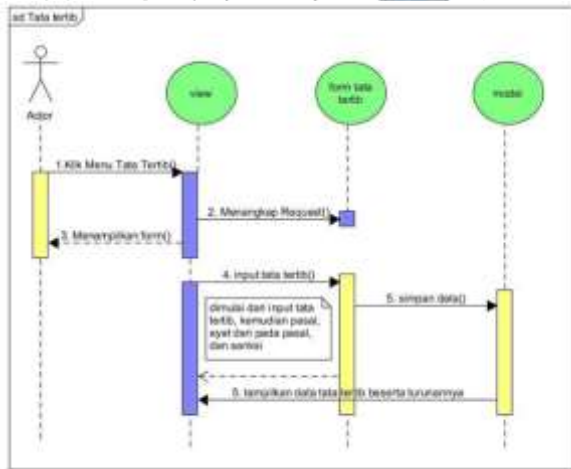 sd Tata tertib
view
form tata
tertib
model
Actor
1.Klik Menu Tata Tertib()
2. Menangkap Request()
3. Menampilkan form()
4. input tata tertib()
5. simpan data()
dimulai dari input tata
tertib, kemudian pasal,
ayat dari pada pasal,
dan sanksi
5. tampilkan data tata tertib beserta turunannya